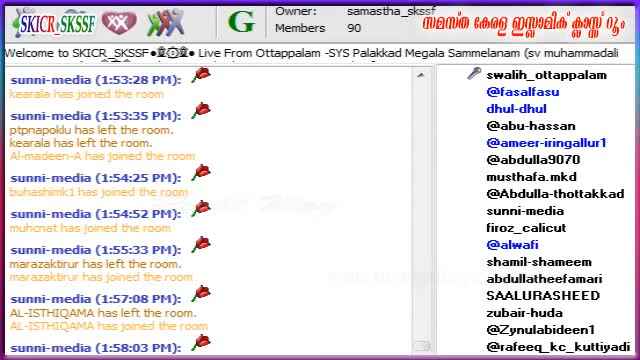 SKICR SKSSF
G
Owner: samastha_skssf
Members 90
സമസ്ത കേരള ഇസ്ലാമിക് ക്ലാസ്സ് റൂം
Welcome to SKICR_SKSSF●۩۞۩● Live From Ottappalam -SYS Palakkad Megala Sammelanam (sv muhammadali
sunni-media (1:53:28 PM):
kearala has joined the room
sunni-media (1:53:35 PM):
ptpnapoklu has left the room.
kearala has left the room.
Al-madeen-A has joined the room
sunni-media (1:54:25 PM):
buhashimk1 has joined the room
sunni-media (1:54:52 PM):
muhcnat has joined the room
sunni-media (1:55:33 PM):
marazaktirur has left the room.
marazaktirur has joined the room
sunni-media (1:57:08 PM):
AL-ISTHIQAMA has left the room.
AL-ISTHIQAMA has joined the room
sunni-media (1:58:03 PM):
swalih_ottappalam
@fasalfasu
dhul-dhul
@abu-hassan
@ameer-iringallur1
@abdulla9070
musthafa.mkd
@Abdulla-thottakkad
sunni-media
firoz_calicut
@alwafi
shamil-shameem
abdullatheefamari
SAALURASHEED
zubair-huda
@Zynulabideen1
@rafeeq_kc_kuttiyadi